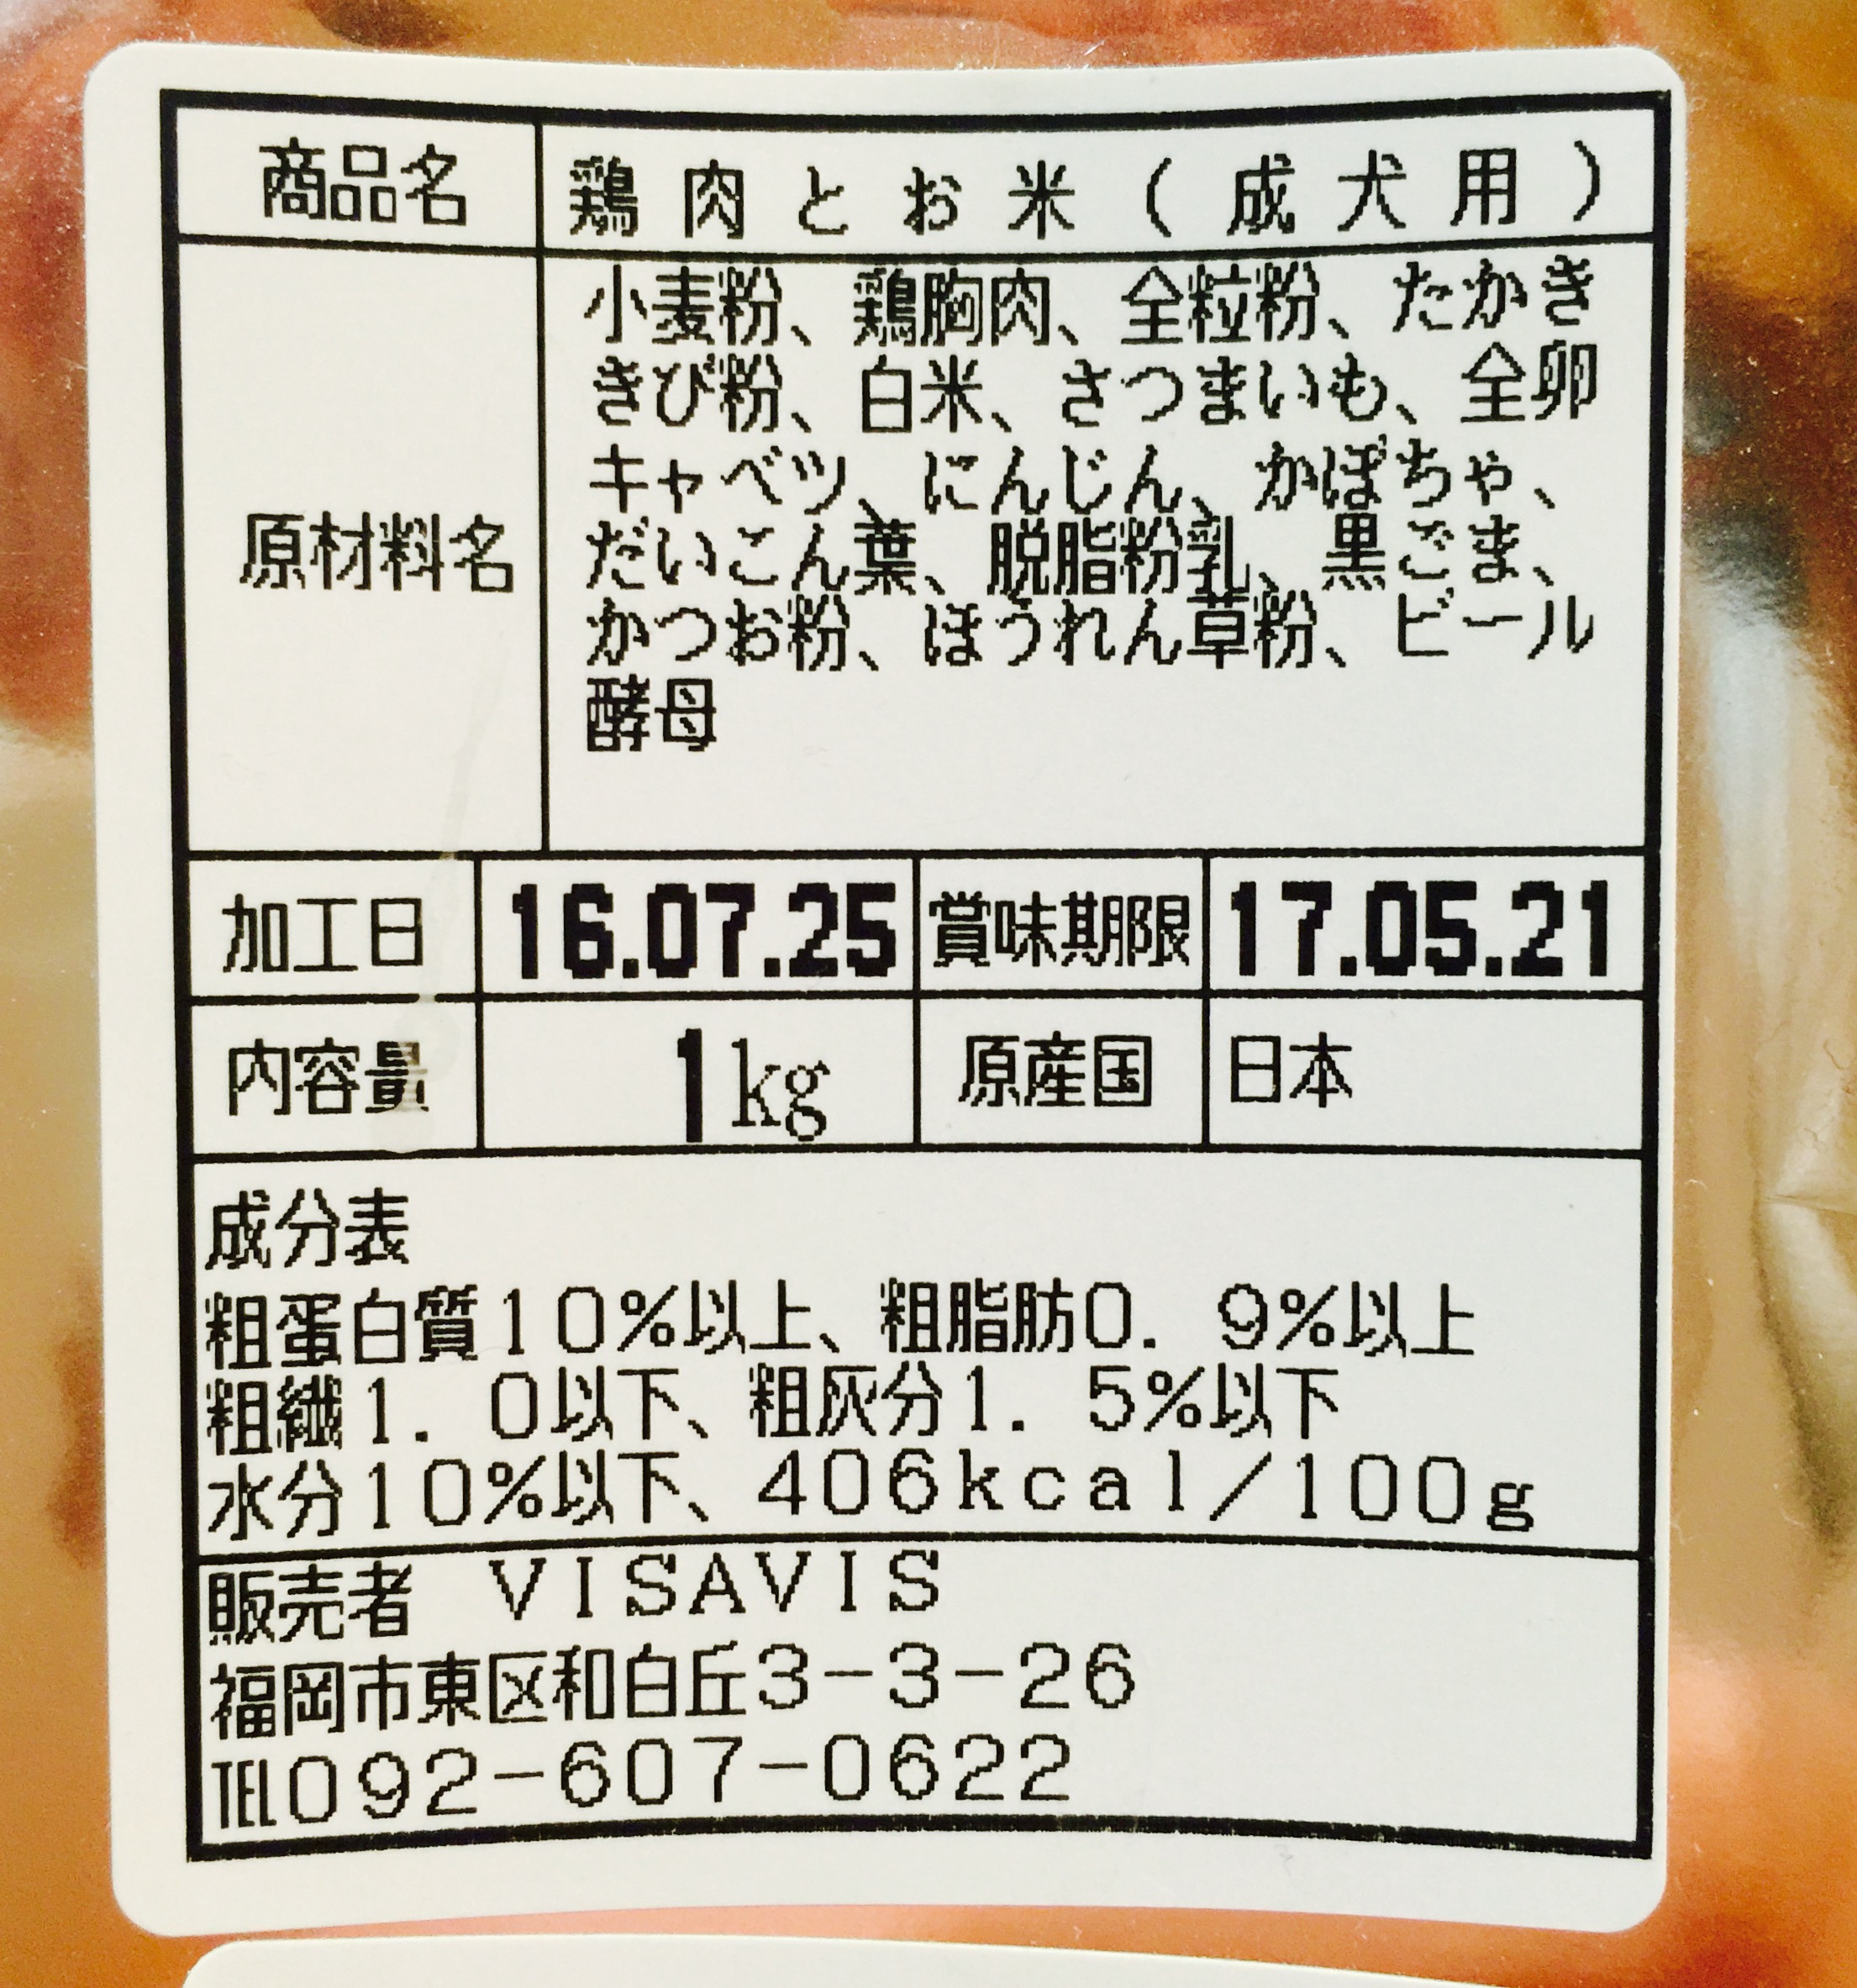 商品名 鶏肉とお米(成犬用)
原材料名
小麦粉、鶏胸肉、全粒粉、たかき
きび粉、白米、さつまいも、全卵
キャベツ、にんじん、かぼちゃ、
だいこん葉、脱脂粉乳、黒ごま、
かつお粉、ほうれん草粉、ビール
酵母
加工日 16.07.25 賞味期限 17.05.21
内容量 1kg 原産国 日本
成分表
粗蛋白質10%以上、粗脂肪0.9%以上
粗繊1.0以下、粗灰分1.5%以下
水分10%以下、406kcal/100g
販売者 VISAVIS
福岡市東区和白丘3-3-26
℡092-607-0622